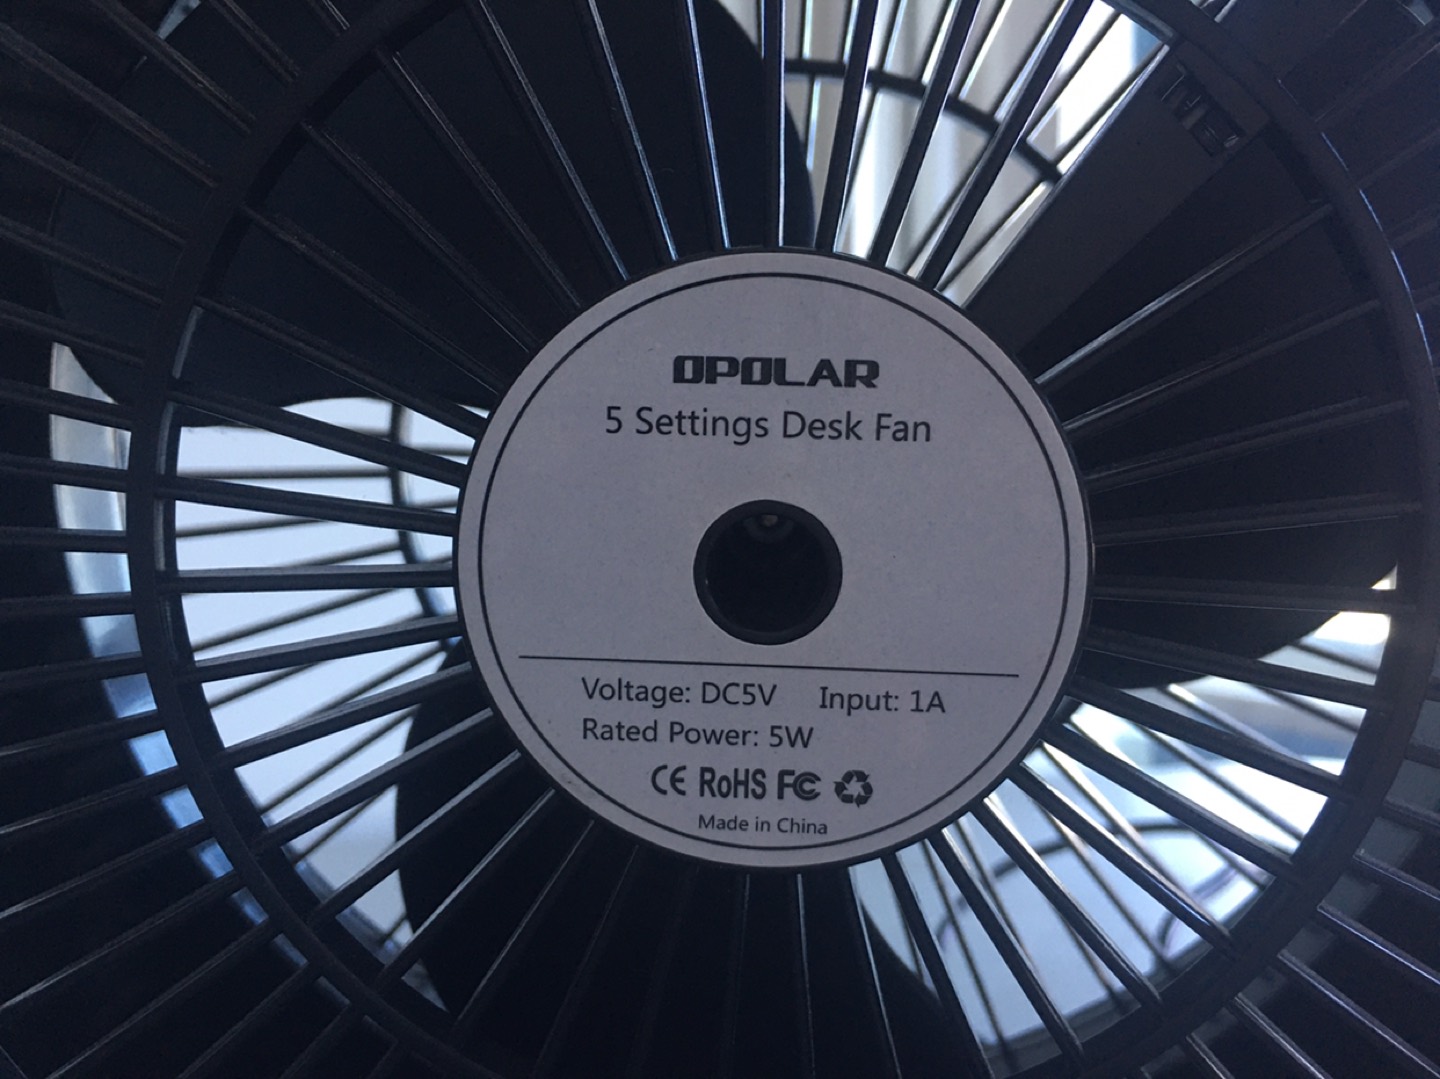 OPOLAR
5 Settings Desk Fan
Voltage: DC5V Input: 1A
Rated Power: 5W
CE RoHS FC
Made in China